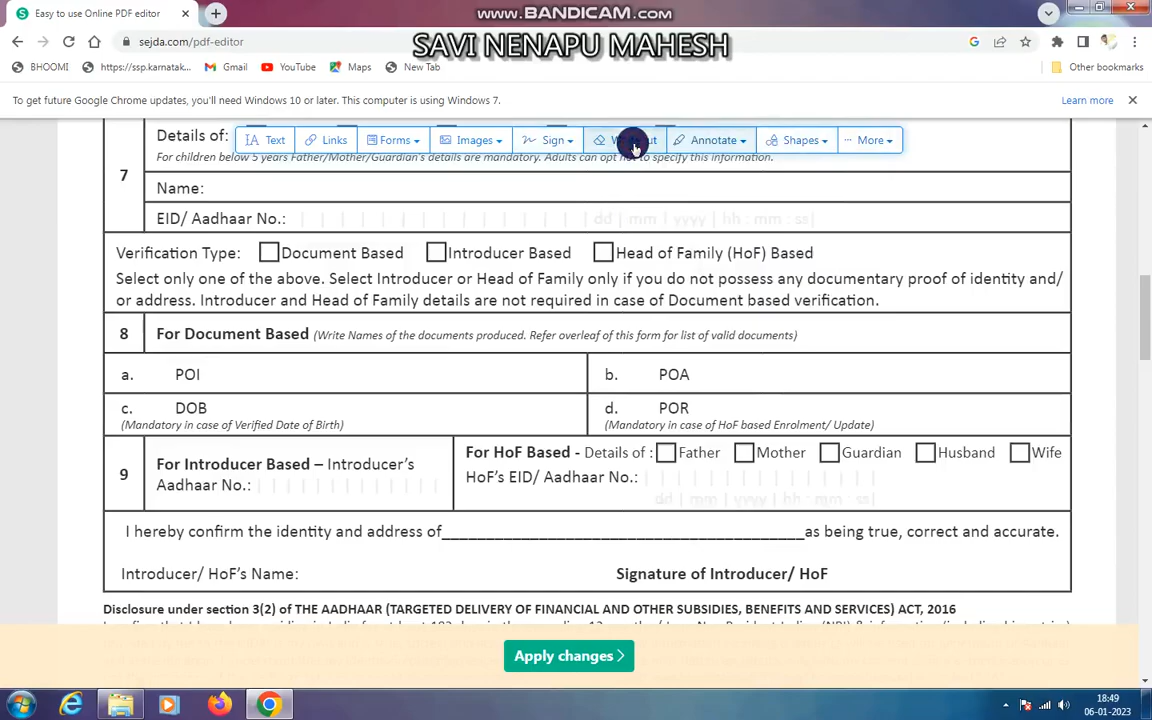 www.BANDICAM.com
Easy to use Online PDF editor
sejda.com/pdf-editor
SAVI NENAPU MAHESH
BHOOMI
https://ssp.karnatak...
Gmail
YouTube
Maps
New Tab
Other bookmarks
To get future Google Chrome updates, you'll need Windows 10 or later. This computer is using Windows 7.
Learn more
Details of:
Text
Links
Forms
Images
Sign
Annotate
Shapes
More
For children below 5 years Father/Mother/Guardian's details are mandatory. Adults can opt not to specify this information.
7
Name:
EID/ Aadhaar No.:
dd | mm | yyyy | hh : mm : ss
Verification Type: Document Based Introducer Based Head of Family (HoF) Based
Select only one of the above. Select Introducer or Head of Family only if you do not possess any documentary proof of identity and/
or address. Introducer and Head of Family details are not required in case of Document based verification.
8 For Document Based (Write Names of the documents produced. Refer overleaf of this form for list of valid documents)
a. POI
b. POA
c. DOB
(Mandatory in case of Verified Date of Birth)
d. POR
(Mandatory in case of HoF based Enrolment/ Update)
9
For Introducer Based – Introducer's
Aadhaar No.:
For HoF Based - Details of : Father Mother Guardian Husband Wife
HoF's EID/ Aadhaar No.:
dd | mm | yyyy | hh : mm : ss
I hereby confirm the identity and address of________________________________________as being true, correct and accurate.
Introducer/ HoF's Name:
Signature of Introducer/ HoF
Disclosure under section 3(2) of THE AADHAAR (TARGETED DELIVERY OF FINANCIAL AND OTHER SUBSIDIES, BENEFITS AND SERVICES) ACT, 2016
Apply changes
18:49
06-01-2023